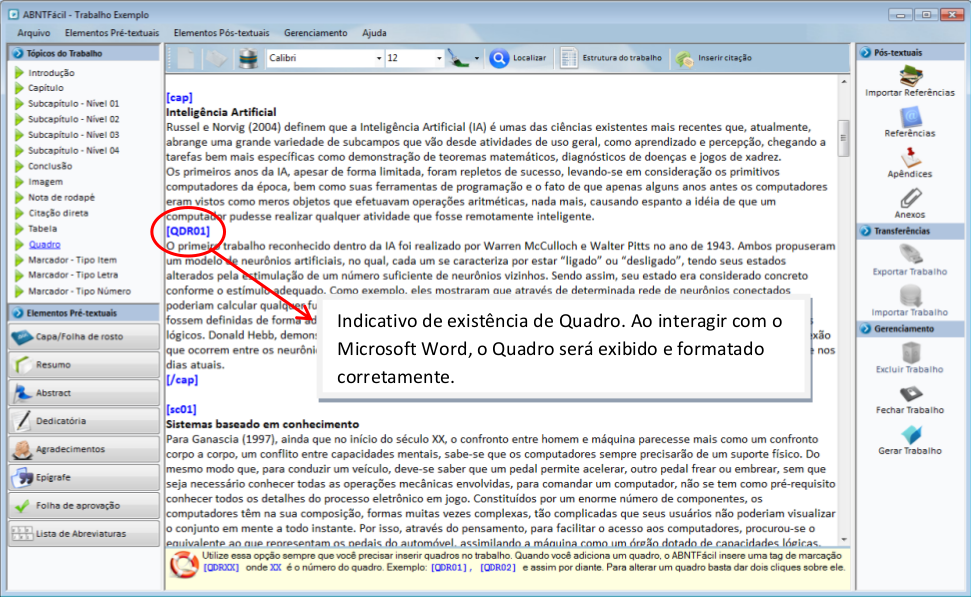 ABNTFácil - Trabalho Exemplo
Arquivo Elementos Pré-textuais Elementos Pós-textuais Gerenciamento Ajuda
Tópicos do Trabalho
Introdução
Capítulo
Subcapítulo - Nível 01
Subcapítulo - Nível 02
Subcapítulo - Nível 03
Subcapítulo - Nível 04
Conclusão
Imagem
Nota de rodapé
Citação direta
Tabela
Quadro
Marcador - Tipo Item
Marcador - Tipo Letra
Marcador - Tipo Número
Elementos Pré-textuais
Capa/Folha de rosto
Resumo
Abstract
Dedicatória
Agradecimentos
Epígrafe
Folha de aprovação
Lista de Abreviaturas
Calibri 12 Localizar Estrutura do trabalho Inserir citação
[cap]
Inteligência Artificial
Russel e Norvig (2004) definem que a Inteligência Artificial (IA) é umas das ciências existentes mais recentes que, atualmente,
abrange uma grande variedade de subcampos que vão desde atividades de uso geral, como aprendizado e percepção, chegando a
tarefas bem mais específicas como demonstração de teoremas matemáticos, diagnósticos de doenças e jogos de xadrez.
Os primeiros anos da IA, apesar de forma limitada, foram repletos de sucesso, levando-se em consideração os primitivos
computadores da época, bem como suas ferramentas de programação e o fato de que apenas alguns anos antes os computadores
eram vistos como meros objetos que efetuavam operações aritméticas, nada mais, causando espanto a idéia de que um
computador pudesse realizar qualquer atividade que fosse remotamente inteligente.
[QDR01]
O primeiro trabalho reconhecido dentro da IA foi realizado por Warren McCulloch e Walter Pitts no ano de 1943. Ambos propuseram
um modelo de neurônios artificiais, no qual, cada um se caracteriza por estar “ligado” ou “desligado”, tendo seus estados
alterados pela estimulação de um número suficiente de neurônios vizinhos. Sendo assim, seu estado era considerado concreto
conforme o estímulo adequado. Como exemplo, eles mostraram que através de determinada rede de neurônios conectados
poderiam calcular qualquer fu
fossem definidas de forma ad
lógicos. Donald Hebb, demons xão
que ocorrem entre os neurôni e nos
dias atuais.
[/cap]
Indicativo de existência de Quadro. Ao interagir com o
Microsoft Word, o Quadro será exibido e formatado
corretamente.
[sc01]
Sistemas baseado em conhecimento
Para Ganascia (1997), ainda que no início do século XX, o confronto entre homem e máquina parecesse mais como um confronto
corpo a corpo, um conflito entre capacidades mentais, sabe-se que os computadores sempre precisarão de um suporte físico. Do
mesmo modo que, para conduzir um veículo, deve-se saber que um pedal permite acelerar, outro pedal frear ou embrear, sem que
seja necessário conhecer todas as operações mecânicas envolvidas, para comandar um computador, não se tem como pré-requisito
conhecer todos os detalhes do processo eletrônico em jogo. Constituídos por um enorme número de componentes, os
computadores têm na sua composição, formas muitas vezes complexas, tão complicadas que seus usuários não poderiam visualizar
o conjunto em mente a todo instante. Por isso, através do pensamento, para facilitar o acesso aos computadores, procurou-se o
equivalente ao que representam os pedais do automóvel, assimilando a máquina como um órgão dotado de capacidades lógicas,
Utilize essa opção sempre que você precisar inserir quadros no trabalho. Quando você adiciona um quadro, o ABNTFácil insere uma tag de marcação
[QDRXX] onde XX é o número do quadro. Exemplo: [QDR01], [QDR02] e assim por diante. Para alterar um quadro basta dar dois cliques sobre ele.
Pós-textuais
Importar Referências
Referências
Apêndices
Anexos
Transferências
Exportar Trabalho
Importar Trabalho
Gerenciamento
Excluir Trabalho
Fechar Trabalho
Gerar Trabalho